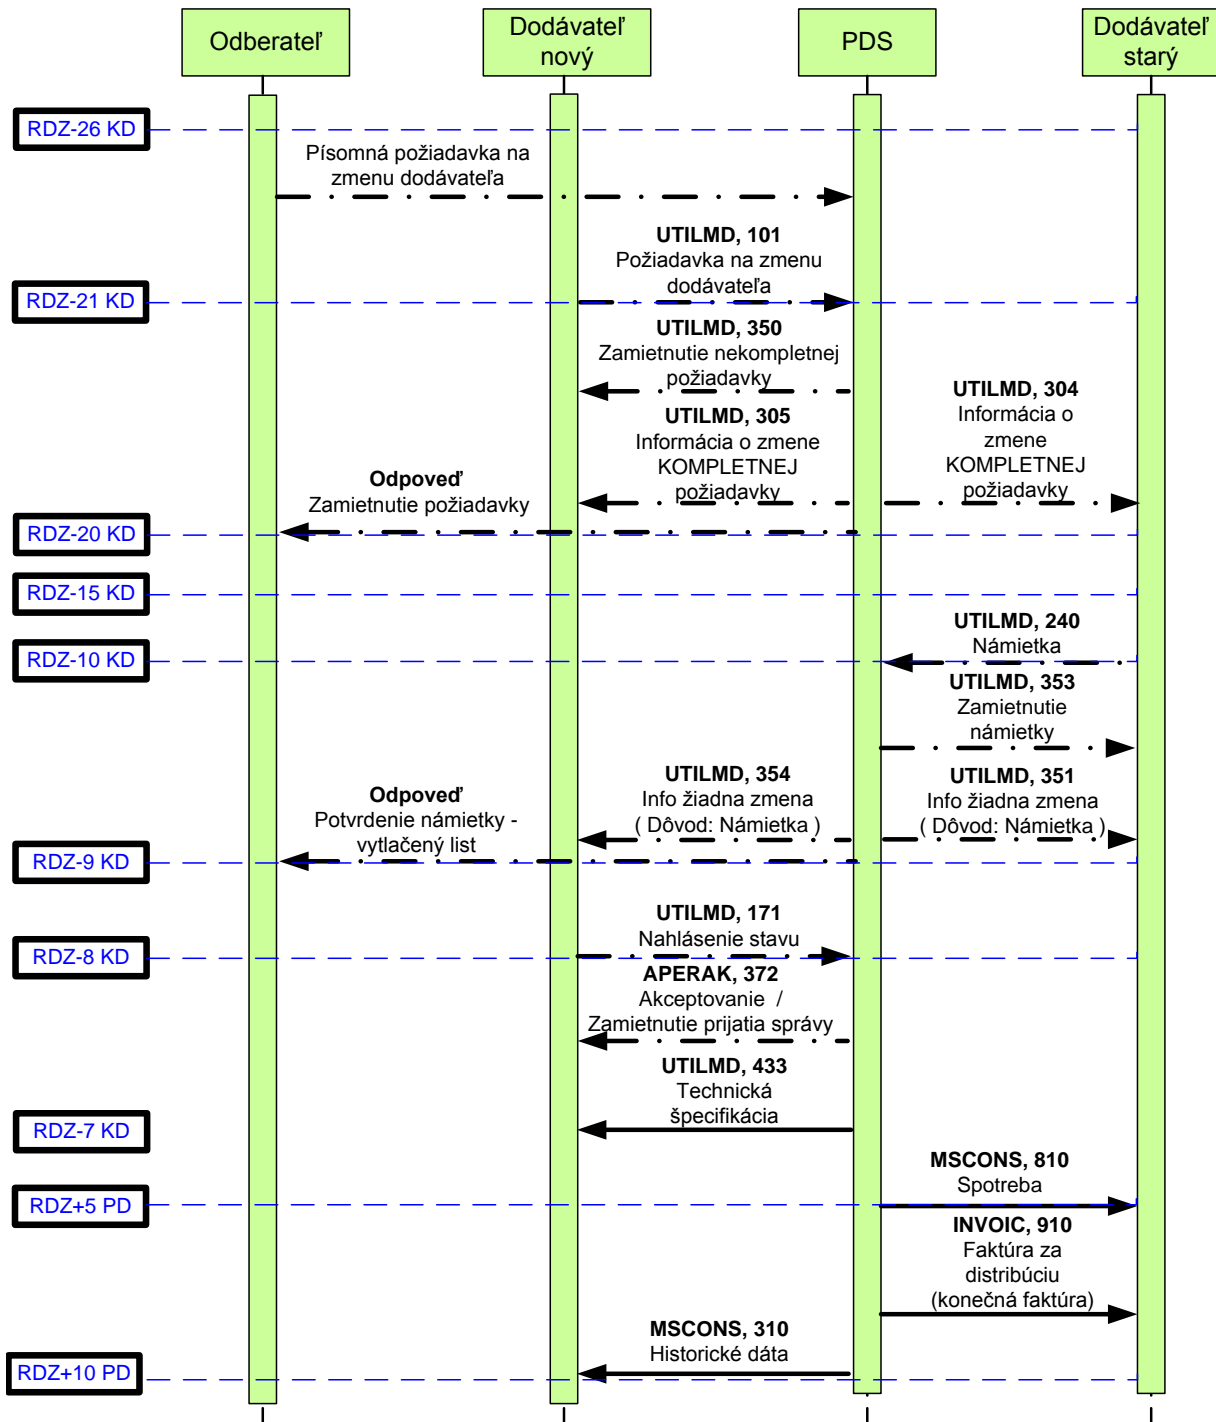 Odberateľ
Dodávateľ
nový
PDS
Dodávateľ
starý
RDZ-26 KD
Písomná požiadavka na
zmenu dodávateľa
UTILMD, 101
Požiadavka na zmenu
dodávateľa
RDZ-21 KD
UTILMD, 350
Zamietnutie nekompletnej
požiadavky
UTILMD, 305
Informácia o zmene
KOMPLETNEJ
požiadavky
UTILMD, 304
Informácia o
zmene
KOMPLETNEJ
požiadavky
Odpoveď
Zamietnutie požiadavky
RDZ-20 KD
RDZ-15 KD
UTILMD, 240
Námietka
RDZ-10 KD
UTILMD, 353
Zamietnutie
námietky
UTILMD, 354
Info žiadna zmena
( Dôvod: Námietka )
UTILMD, 351
Info žiadna zmena
( Dôvod: Námietka )
Odpoveď
Potvrdenie námietky -
vytlačený list
RDZ-9 KD
UTILMD, 171
Nahlásenie stavu
RDZ-8 KD
APERAK, 372
Akceptovanie /
Zamietnutie prijatia správy
UTILMD, 433
Technická
špecifikácia
RDZ-7 KD
MSCONS, 810
Spotreba
RDZ+5 PD
INVOIC, 910
Faktúra za
distribúciu
(konečná faktúra)
MSCONS, 310
Historické dáta
RDZ+10 PD